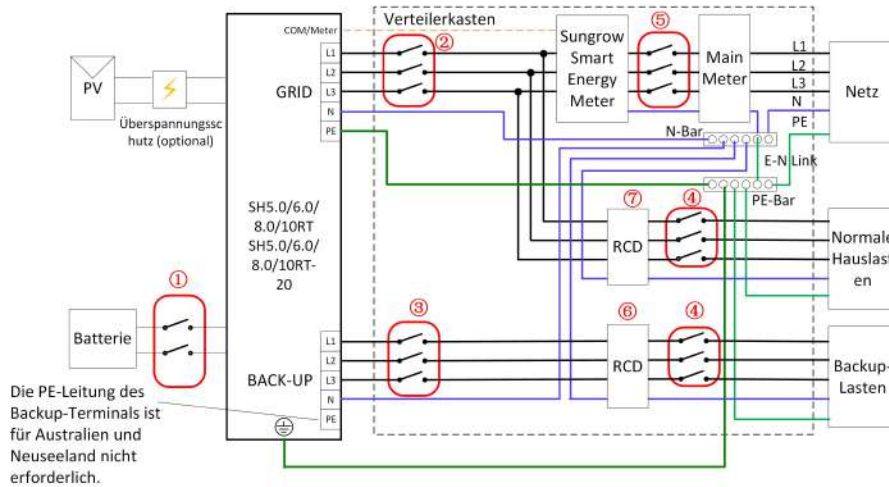 Verteilerkasten
COM/Meter
②
⑤
L1
L2
L3
N
PE
GRID
Sungrow
Smart
Energy
Meter
Main
Meter
L1
L2
L3
N
PE
Netz
PV
Überspannungssc
hutz (optional)
N-Bar
E-N Link
PE-Bar
SH5.0/6.0/
8.0/10RT
SH5.0/6.0/
8.0/10RT-
20
⑦
④
RCD
Normale
Hauslast
en
①
Batterie
③
⑥
④
BACK-UP
L1
L2
L3
N
PE
RCD
Backup-
Lasten
Die PE-Leitung des
Backup-Terminals ist
für Australien und
Neuseeland nicht
erforderlich.